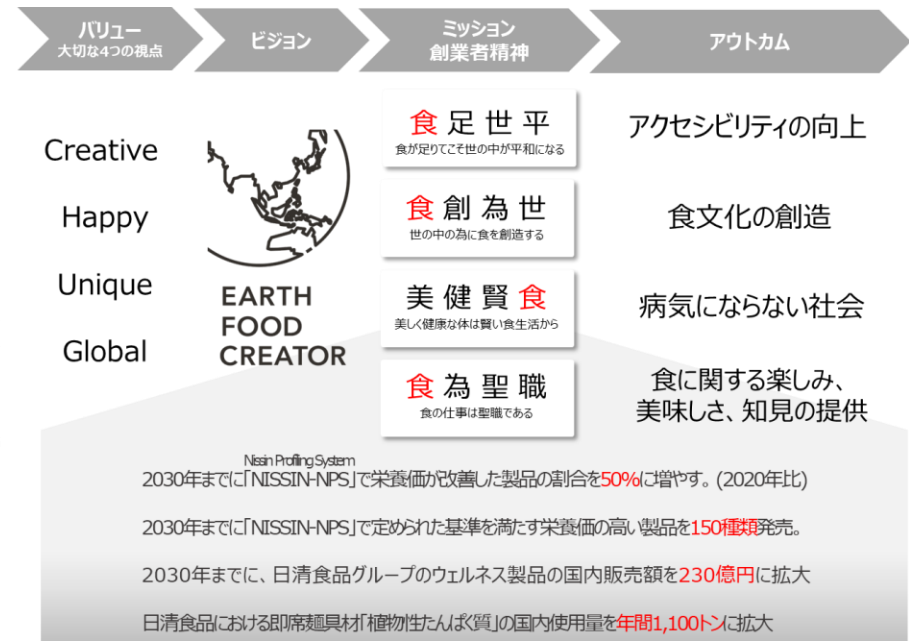 バリュー
大切な4つの視点
ビジョン
ミッション
創業者精神
アウトカム
Creative
Happy
Unique
Global
EARTH
FOOD
CREATOR
食足世平
食が足りてこそ世の中が平和になる
食創為世
世の中の為に食を創造する
美健賢食
美しく健康な体は賢い食生活から
食為聖職
食の仕事は聖職である
アクセシビリティの向上
食文化の創造
病気にならない社会
食に関する楽しみ、
美味しさ、知見の提供
Nissin Profiling System
2030年までに「NISSIN-NPS」で栄養価が改善した製品の割合を50%に増やす。(2020年比)
2030年までに「NISSIN-NPS」で定められた基準を満たす栄養価の高い製品を150種類発売。
2030年までに、日清食品グループのウェルネス製品の国内販売額を230億円に拡大
日清食品における即席麺具材「植物性たんぱく質」の国内使用量を年間1,100トンに拡大